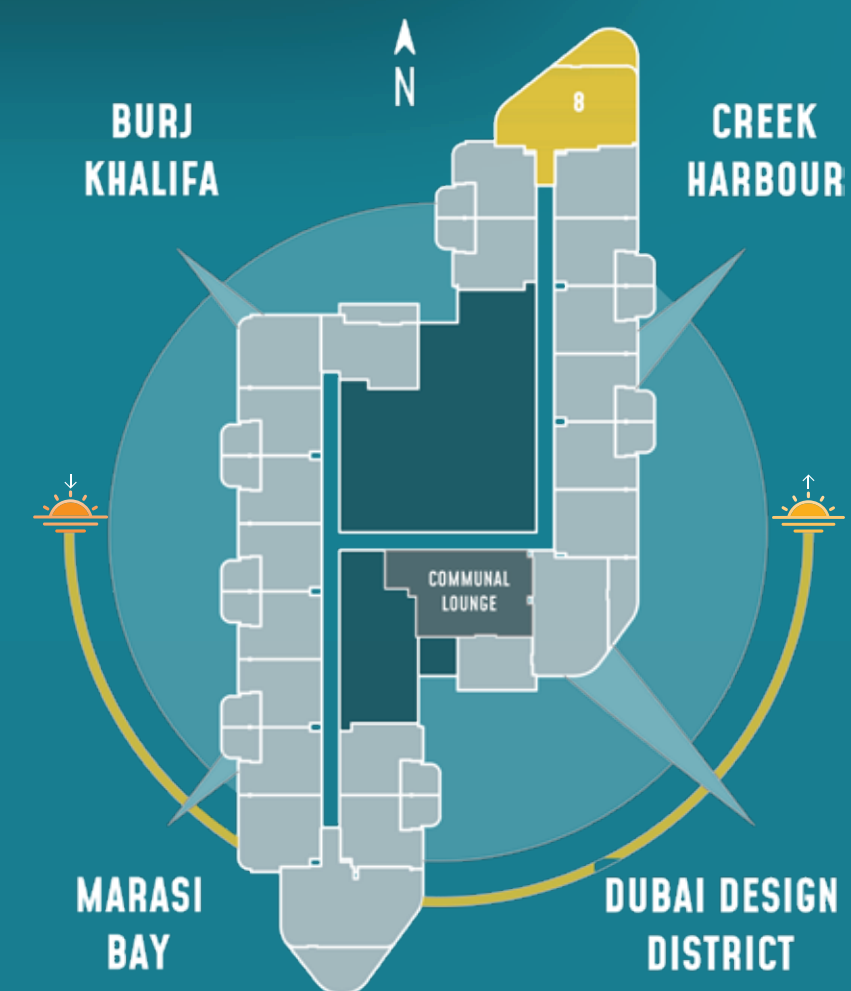 N
BURJ
KHALIFA
CREEK
HARBOUR
8
COMMUNAL
LOUNGE
MARASI
BAY
DUBAI DESIGN
DISTRICT